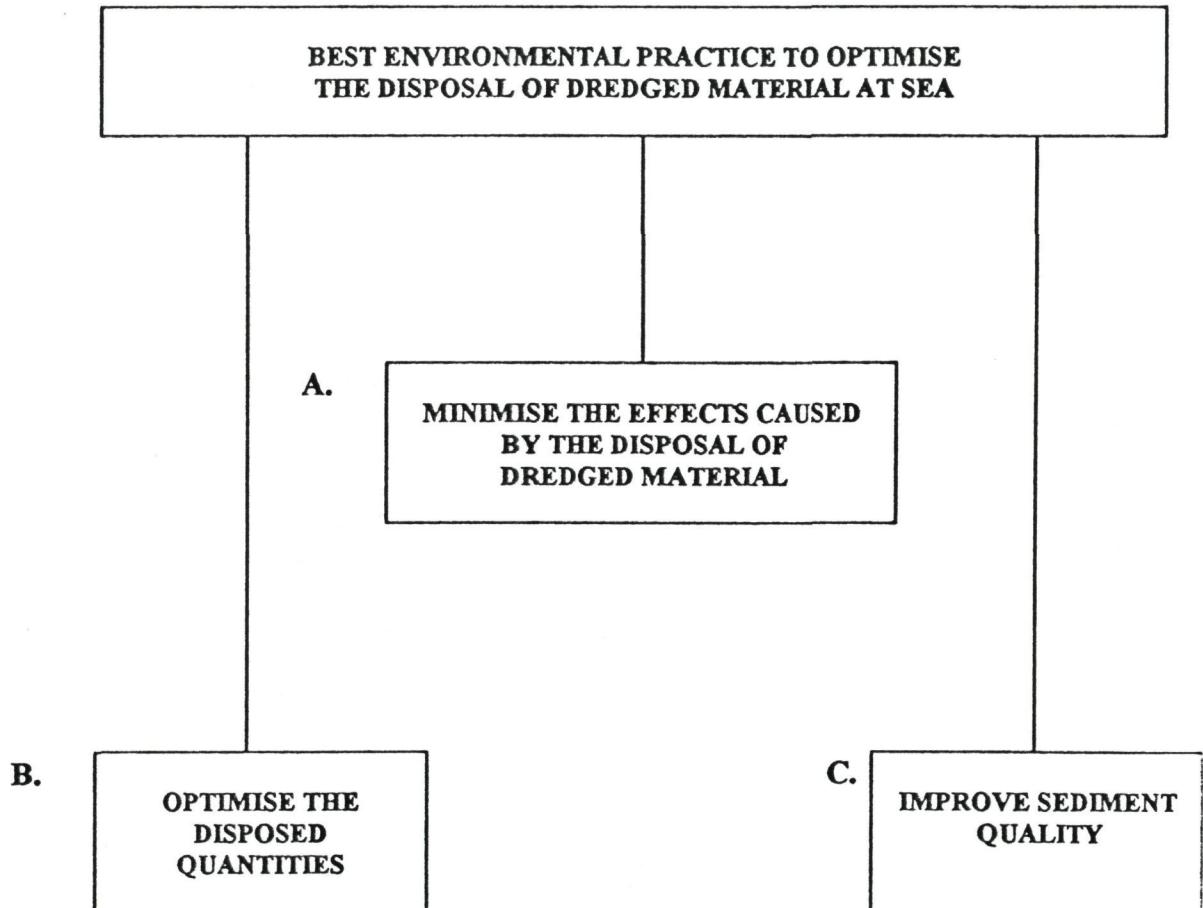 BEST ENVIRONMENTAL PRACTICE TO OPTIMISE
THE DISPOSAL OF DREDGED MATERIAL AT SEA
A.
MINIMISE THE EFFECTS CAUSED
BY THE DISPOSAL OF
DREDGED MATERIAL
B.
OPTIMISE THE
DISPOSED
QUANTITIES
C.
IMPROVE SEDIMENT
QUALITY